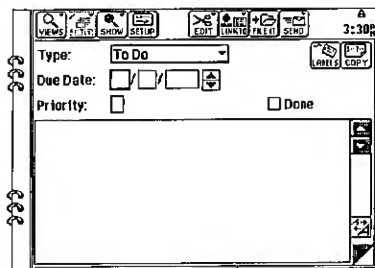 VIEWS SHOW SETUP EDIT LINK TO FILE IT SEND 3:30
Type: To Do LABELS COPY
Due Date: / /
Priority: Done